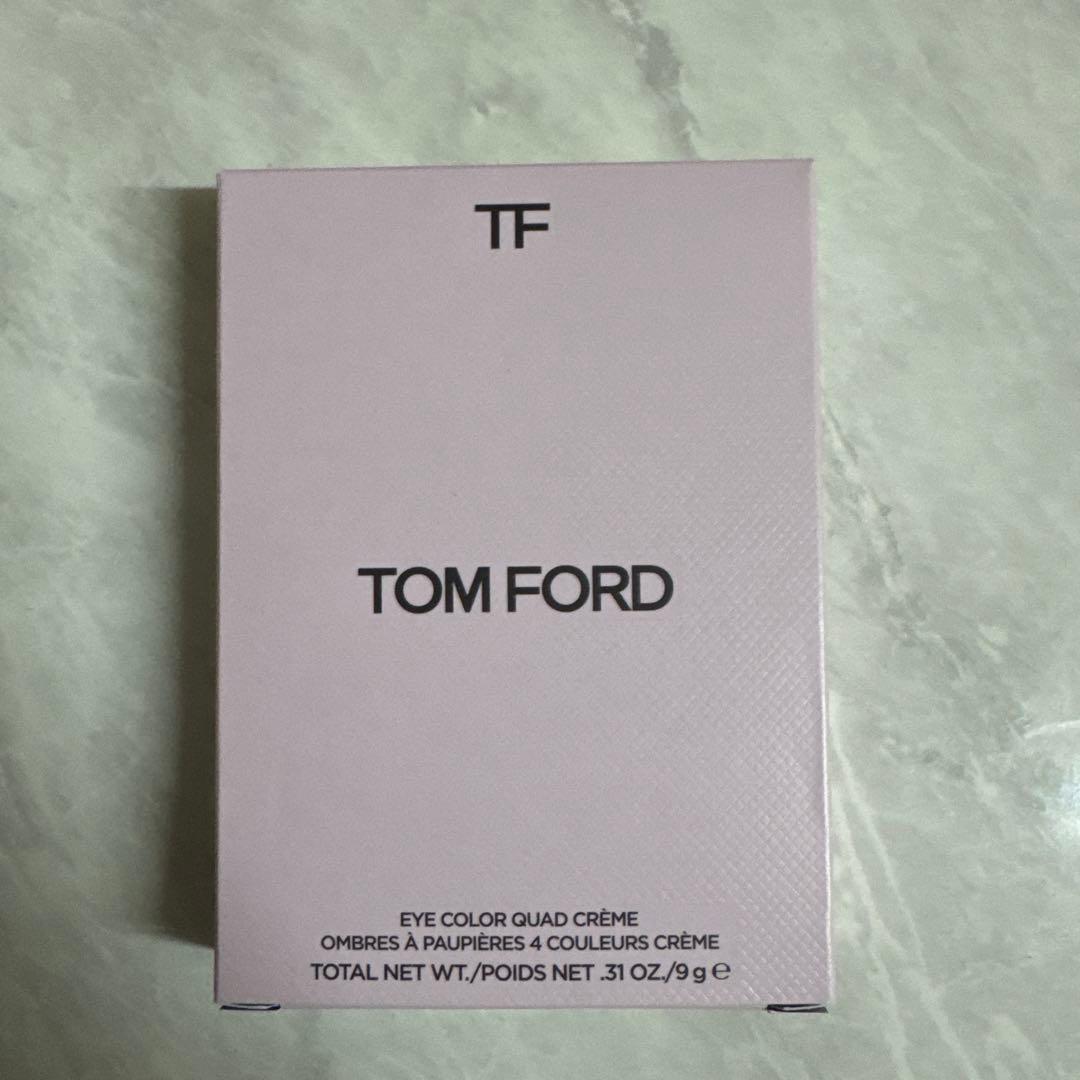 TF
TOM FORD
EYE COLOR QUAD CRÈME
OMBRES À PAUPIÈRES 4 COULEURS CRÈME
TOTAL NET WT./POIDS NET .31 OZ./9 g ℮